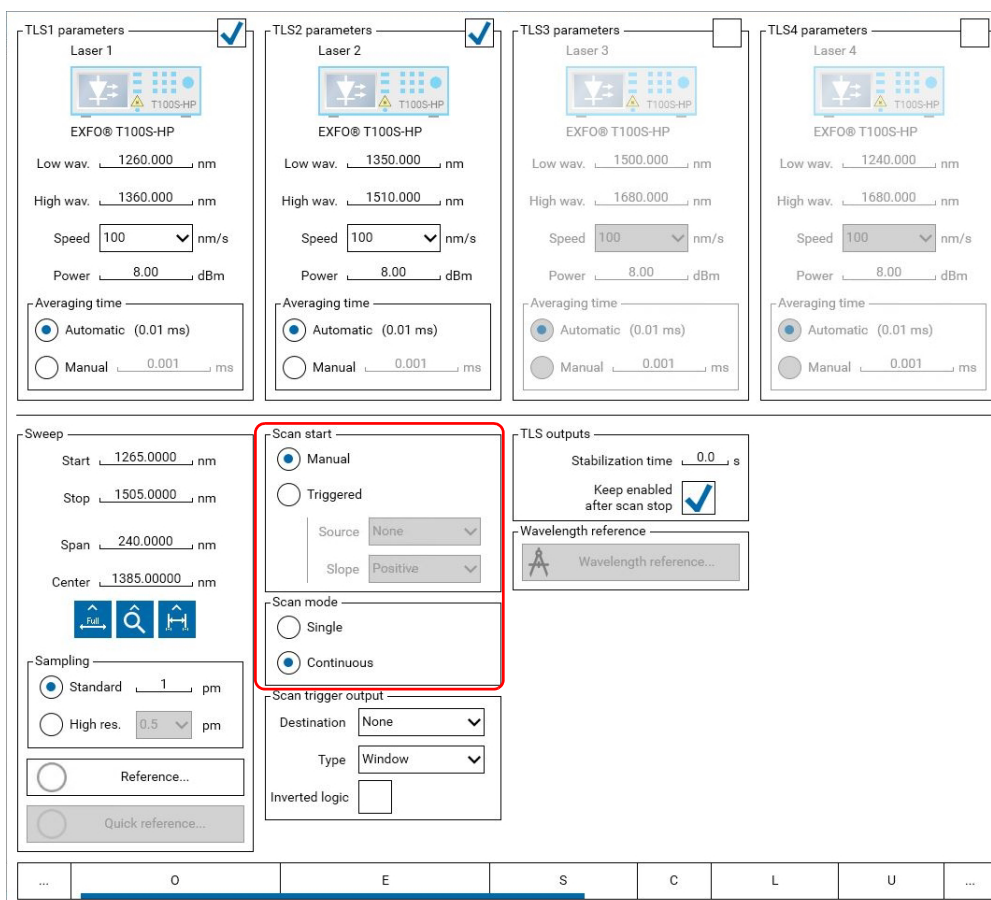 TLS1 parameters
Laser 1
T100S-HP
EXFO® T100S-HP
Low wav. 1260.000 nm
High wav. 1360.000 nm
Speed 100 nm/s
Power 8.00 dBm
Averaging time
Automatic (0.01 ms)
Manual 0.001 ms
TLS2 parameters
Laser 2
T100S-HP
EXFO® T100S-HP
Low wav. 1350.000 nm
High wav. 1510.000 nm
Speed 100 nm/s
Power 8.00 dBm
Averaging time
Automatic (0.01 ms)
Manual 0.001 ms
TLS3 parameters
Laser 3
T100S-HP
EXFO® T100S-HP
Low wav. 1500.000 nm
High wav. 1680.000 nm
Speed 100 nm/s
Power 8.00 dBm
Averaging time
Automatic (0.01 ms)
Manual 0.001 ms
TLS4 parameters
Laser 4
T100S-HP
EXFO® T100S-HP
Low wav. 1240.000 nm
High wav. 1680.000 nm
Speed 100 nm/s
Power 8.00 dBm
Averaging time
Automatic (0.01 ms)
Manual 0.001 ms
Sweep
Start 1265.0000 nm
Stop 1505.0000 nm
Span 240.0000 nm
Center 1385.00000 nm
Full
Sampling
Standard 1 pm
High res. 0.5 pm
Reference...
Quick reference...
Scan start
Manual
Triggered
Source None
Slope Positive
Scan mode
Single
Continuous
Scan trigger output
Destination None
Type Window
Inverted logic
TLS outputs
Stabilization time 0.0 s
Keep enabled
after scan stop
Wavelength reference
Wavelength reference...
... O E S C L U ...